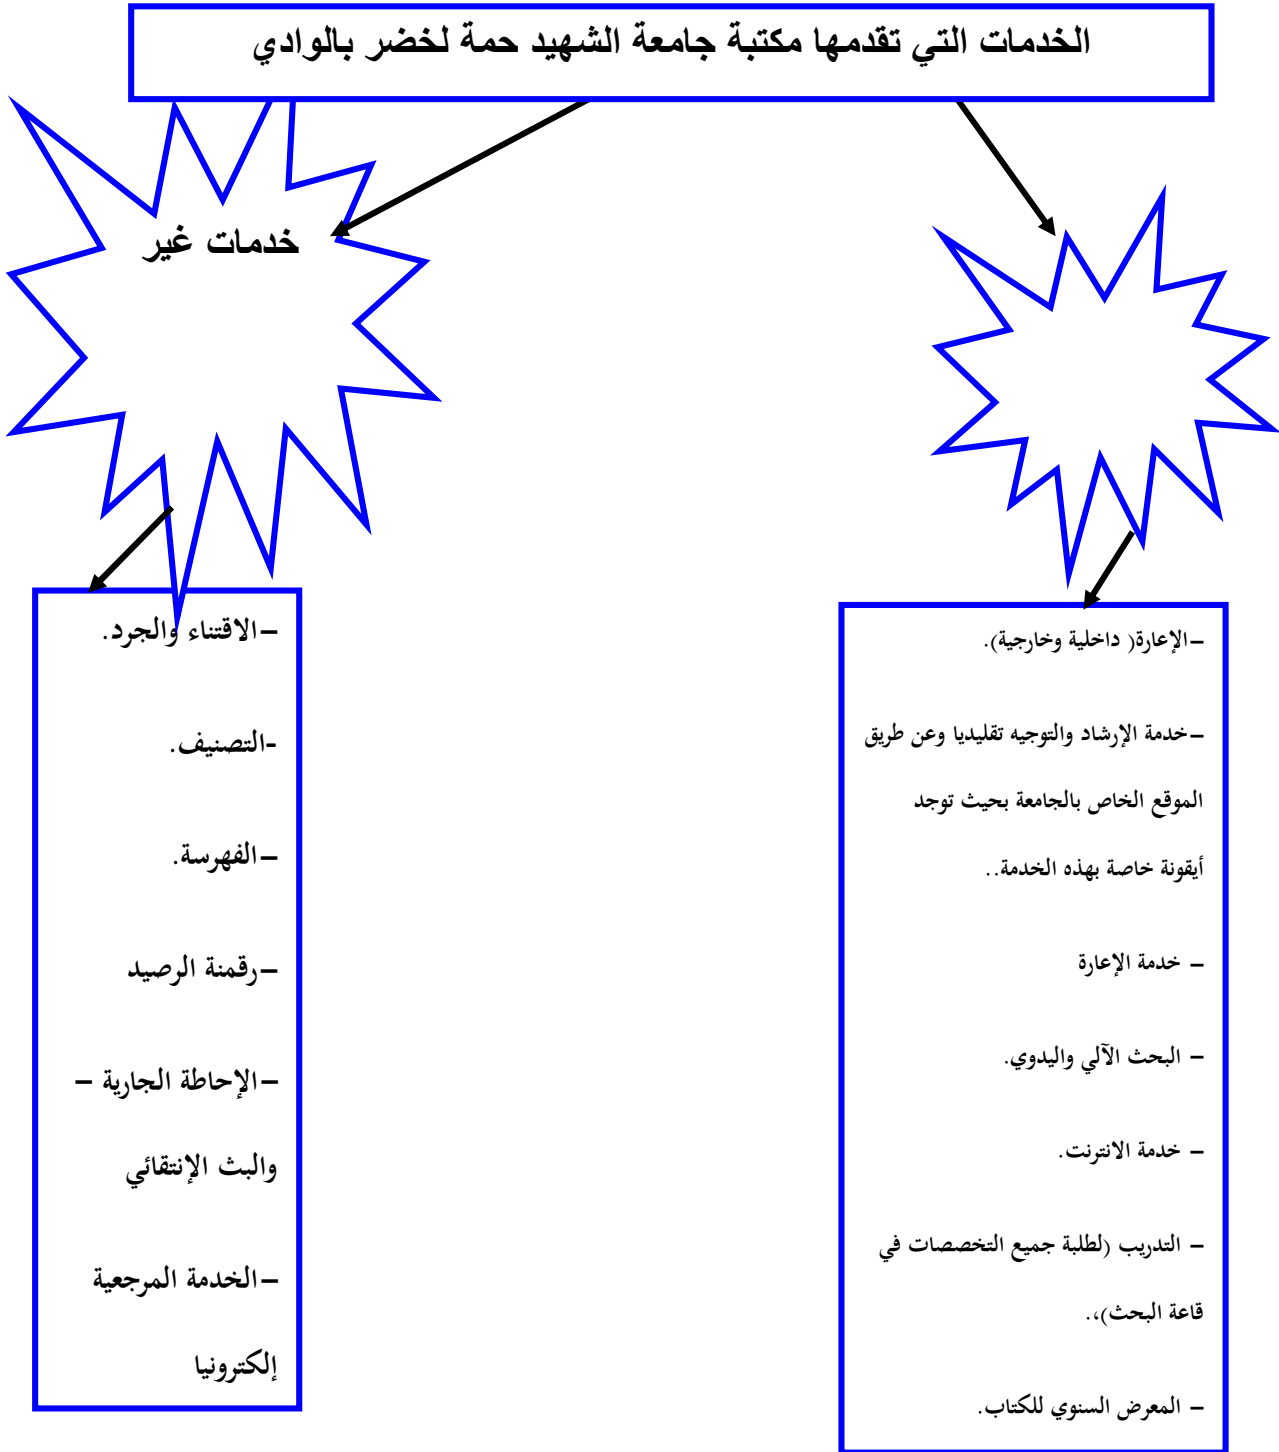 الخدمات التي تقدمها مكتبة جامعة الشهيد حمة لخضر بالوادي
خدمات غير
–الإعارة( داخلية وخارجية).
–خدمة الإرشاد والتوجيه تقليديا وعن طريق
الموقع الخاص بالجامعة بحيث توجد
أيقونة خاصة بهذه الخدمة..
– خدمة الإعارة
– البحث الآلي واليدوي.
– خدمة الانترنت.
– التدريب (لطلبة جميع التخصصات في
قاعة البحث)،.
– المعرض السنوي للكتاب.
–الاقتناء والجرد.
-التصنيف.
–الفهرسة.
–رقمنة الرصيد
–الإحاطة الجارية –
والبث الإنتقائي
–الخدمة المرجعية
إلكترونيا